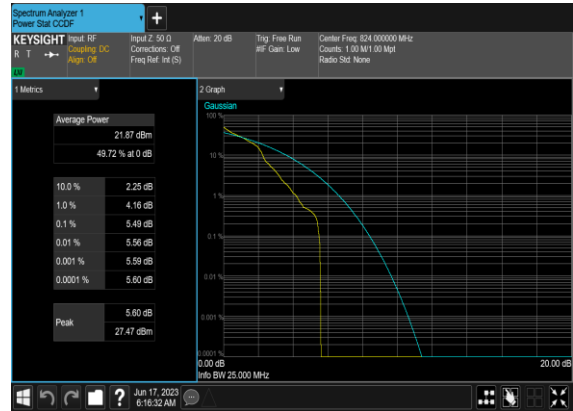 Spectrum Analyzer 1
Power Stat CCDF
KEYSIGHT
R T
LXI
Input: RF
Coupling: DC
Align: Off
Input Z: 50 Ω
Corrections: Off
Freq Ref: Int (S)
Atten: 20 dB
Trig: Free Run
#IF Gain: Low
Center Freq: 824.000000 MHz
Counts: 1.00 M/1.00 Mpt
Radio Std: None
1 Metrics
Average Power
21.87 dBm
49.72 % at 0 dB
10.0 % 2.25 dB
1.0 % 4.16 dB
0.1 % 5.49 dB
0.01 % 5.56 dB
0.001 % 5.59 dB
0.0001 % 5.60 dB
Peak
5.60 dB
27.47 dBm
2 Graph
Gaussian
100 %
10 %
1 %
0.1 %
0.01 %
0.001 %
0.0001 %
0.00 dB
20.00 dB
Info BW 25.000 MHz
?
Jun 17, 2023
6:16:32 AM